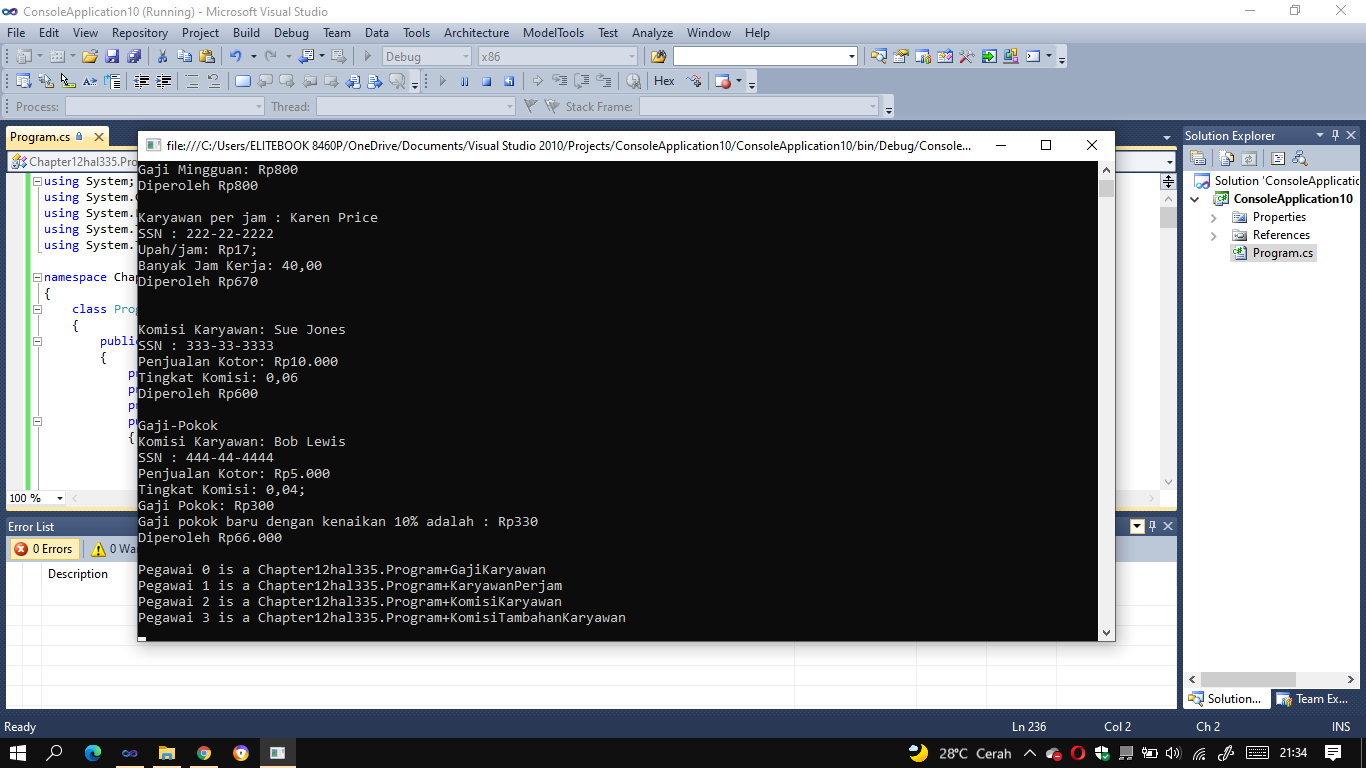 ConsoleApplication10 (Running) - Microsoft Visual Studio
File Edit View Repository Project Build Debug Team Tools Data Architecture ModelTools Test Analyze Window Help
Debug x86
Hex
Process: Thread: Stack Frame:
Program.cs
Chapter12hal335.Pro
using System;
using System.
using System.
using System.
using System.
namespace Chap
{
class Prog
{
public
{
{
100 %
file:///C:/Users/ELITEBOOK 8460P/OneDrive/Documents/Visual Studio 2010/Projects/ConsoleApplication10/ConsoleApplication10/bin/Debug/Console...
Gaji Mingguan: Rp800
Diperoleh Rp800
Karyawan per jam : Karen Price
SSN : 222-22-2222
Upah/jam: Rp17;
Banyak Jam Kerja: 40,00
Diperoleh Rp670
Komisi Karyawan: Sue Jones
SSN : 333-33-3333
Penjualan Kotor: Rp10.000
Tingkat Komisi: 0,06
Diperoleh Rp600
Gaji-Pokok
Komisi Karyawan: Bob Lewis
SSN : 444-44-4444
Penjualan Kotor: Rp5.000
Tingkat Komisi: 0,04;
Gaji Pokok: Rp300
Gaji pokok baru dengan kenaikan 10% adalah : Rp330
Diperoleh Rp66.000
Pegawai 0 is a Chapter12hal335.Program+GajiKaryawan
Pegawai 1 is a Chapter12hal335.Program+KaryawanPerjam
Pegawai 2 is a Chapter12hal335.Program+KomisiKaryawan
Pegawai 3 is a Chapter12hal335.Program+KomisiTambahanKaryawan
Solution Explorer
Solution 'ConsoleApplicatio
ConsoleApplication10
Properties
References
Program.cs
Solution... Team Ex...
Error List
0 Errors 0 Wa
Description
Ready Ln 236 Col 2 Ch 2 INS
28°C Cerah 21:34